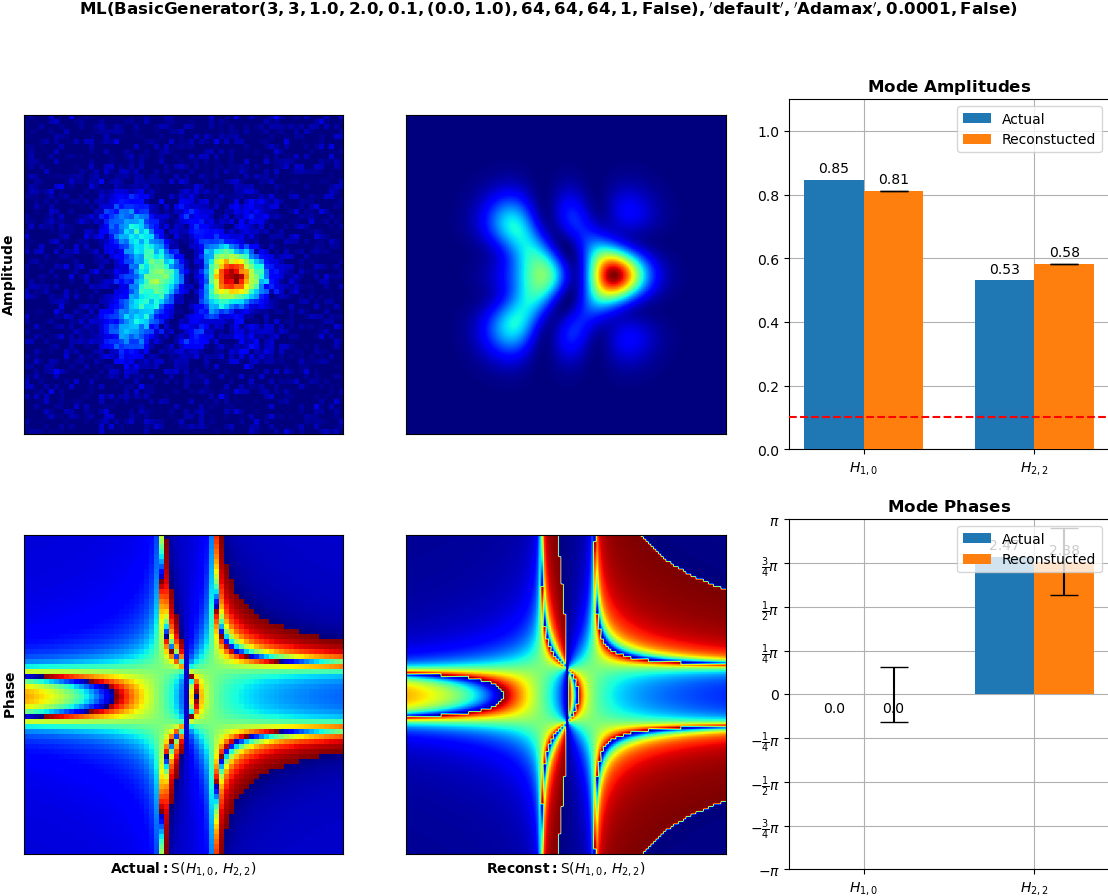 ML(BasicGenerator(3, 3, 1.0, 2.0, 0.1, (0.0, 1.0), 64, 64, 64, 1, False), ′default′, ′Adamax′, 0.0001, False)
Mode Amplitudes
Amplitude
Actual
Reconstucted
1.0
0.8
0.6
0.4
0.2
0.0
0.85
0.81
0.53
0.58
H1,0
H2,2
Mode Phases
Phase
Actual
Reconstucted
π
3/4π
1/2π
1/4π
0
−1/4π
−1/2π
−3/4π
−π
0.0
0.0
2.47
H1,0
H2,2
Actual: S(H1,0, H2,2)
Reconst: S(H1,0, H2,2)